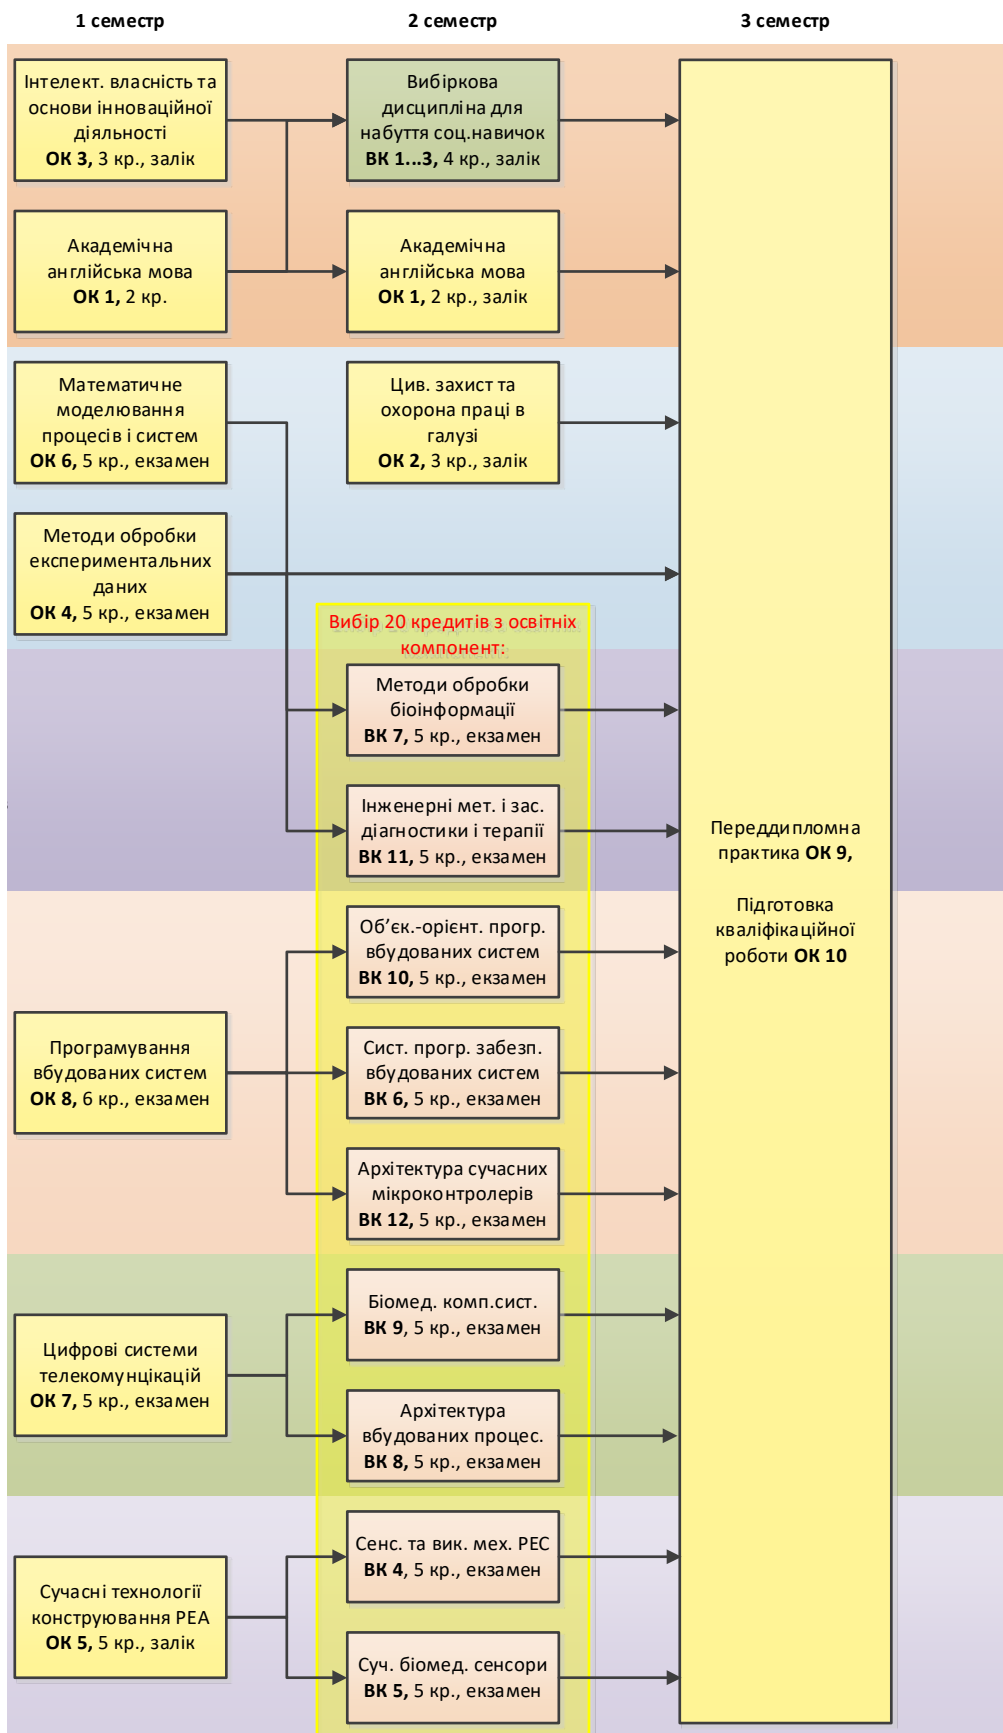 1 семестр
2 семестр
3 семестр
Інтелект. власність та
основи інноваційної
діяльності
ОК 3, 3 кр., залік
Вибіркова
дисципліна для
набуття соц.навичок
ВК 1...3, 4 кр., залік
Академічна
англійська мова
ОК 1, 2 кр.
Академічна
англійська мова
ОК 1, 2 кр., залік
Математичне
моделювання
процесів і систем
ОК 6, 5 кр., екзамен
Цив. захист та
охорона праці в
галузі
ОК 2, 3 кр., залік
Методи обробки
експериментальних
даних
ОК 4, 5 кр., екзамен
Вибір 20 кредитів з освітніх
компонент:
Методи обробки
біоінформації
ВК 7, 5 кр., екзамен
Інженерні мет. і зас.
діагностики і терапії
ВК 11, 5 кр., екзамен
Переддипломна
практика ОК 9,
Підготовка
кваліфікаційної
роботи ОК 10
Об’єк.-орієнт. прогр.
вбудованих систем
ВК 10, 5 кр., екзамен
Програмування
вбудованих систем
ОК 8, 6 кр., екзамен
Сист. прогр. забезп.
вбудованих систем
ВК 6, 5 кр., екзамен
Архітектура сучасних
мікроконтролерів
ВК 12, 5 кр., екзамен
Біомед. комп.сист.
ВК 9, 5 кр., екзамен
Цифрові системи
телекомунцікацій
ОК 7, 5 кр., екзамен
Архітектура
вбудованих процес.
ВК 8, 5 кр., екзамен
Сенс. та вик. мех. РЕС
ВК 4, 5 кр., екзамен
Сучасні технології
конструювання РЕА
ОК 5, 5 кр., залік
Суч. біомед. сенсори
ВК 5, 5 кр., екзамен